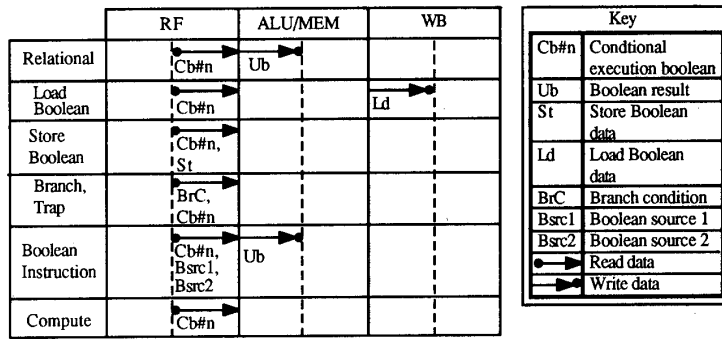 RF ALU/MEM WB
Relational Cb#n Ub
Load
Boolean Cb#n Ld
Store
Boolean Cb#n,
St
Branch,
Trap BrC,
Cb#n
Boolean
Instruction Cb#n, Ub
Bsrc1,
Bsrc2
Compute Cb#n
Key
Cb#n Condtional
execution boolean
Ub Boolean result
St Store Boolean
data
Ld Load Boolean
data
BrC Branch condition
Bsrc1 Boolean source 1
Bsrc2 Boolean source 2
Read data
Write data